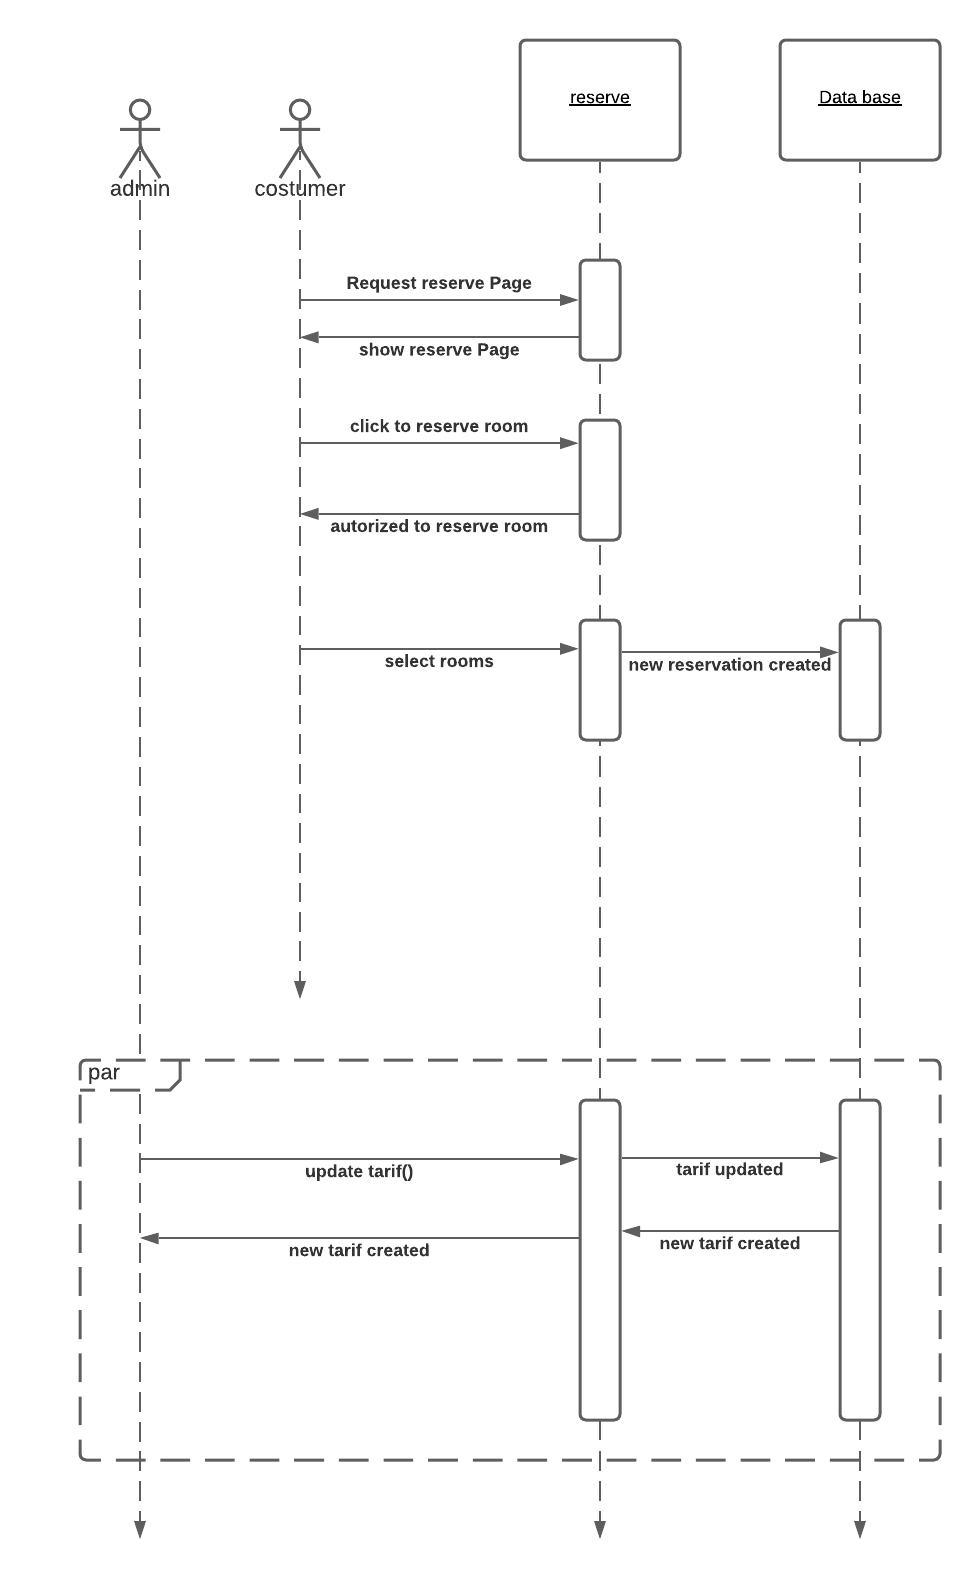 reserve
Data base
admin
costumer
Request reserve Page
show reserve Page
click to reserve room
autorized to reserve room
select rooms
new reservation created
par
update tarif()
tarif updated
new tarif created
new tarif created